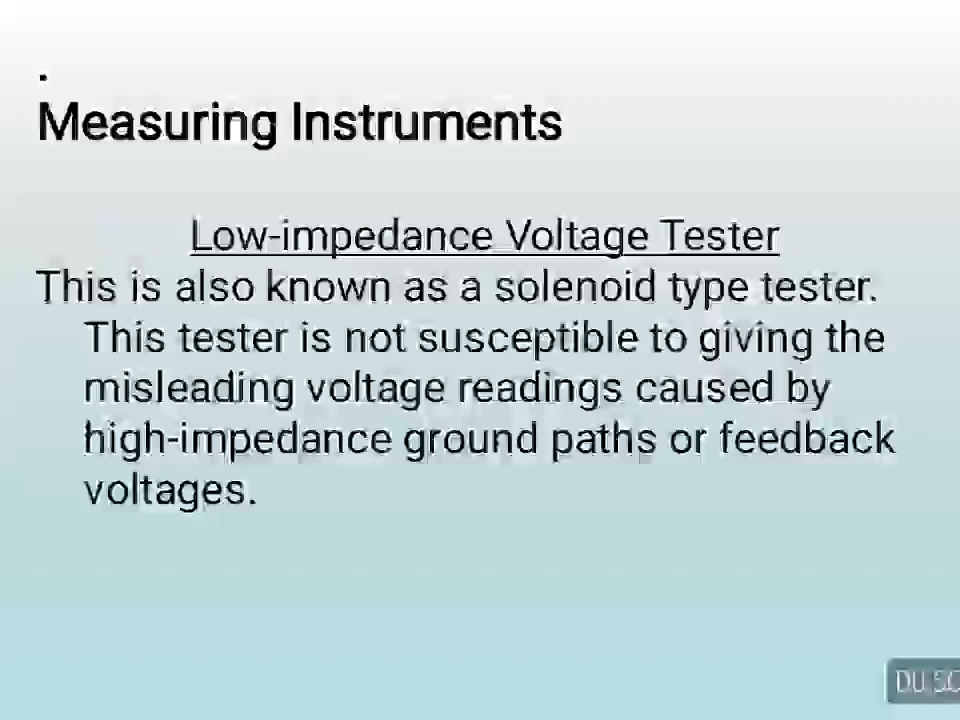 .
Measuring Instruments
Low-impedance Voltage Tester
This is also known as a solenoid type tester.
This tester is not susceptible to giving the
misleading voltage readings caused by
high-impedance ground paths or feedback
voltages.
DU